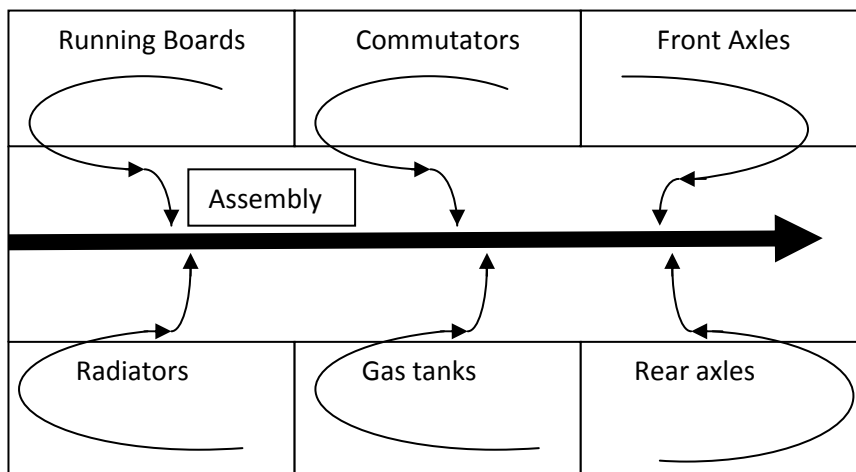 Running Boards
Commutators
Front Axles
Assembly
Radiators
Gas tanks
Rear axles